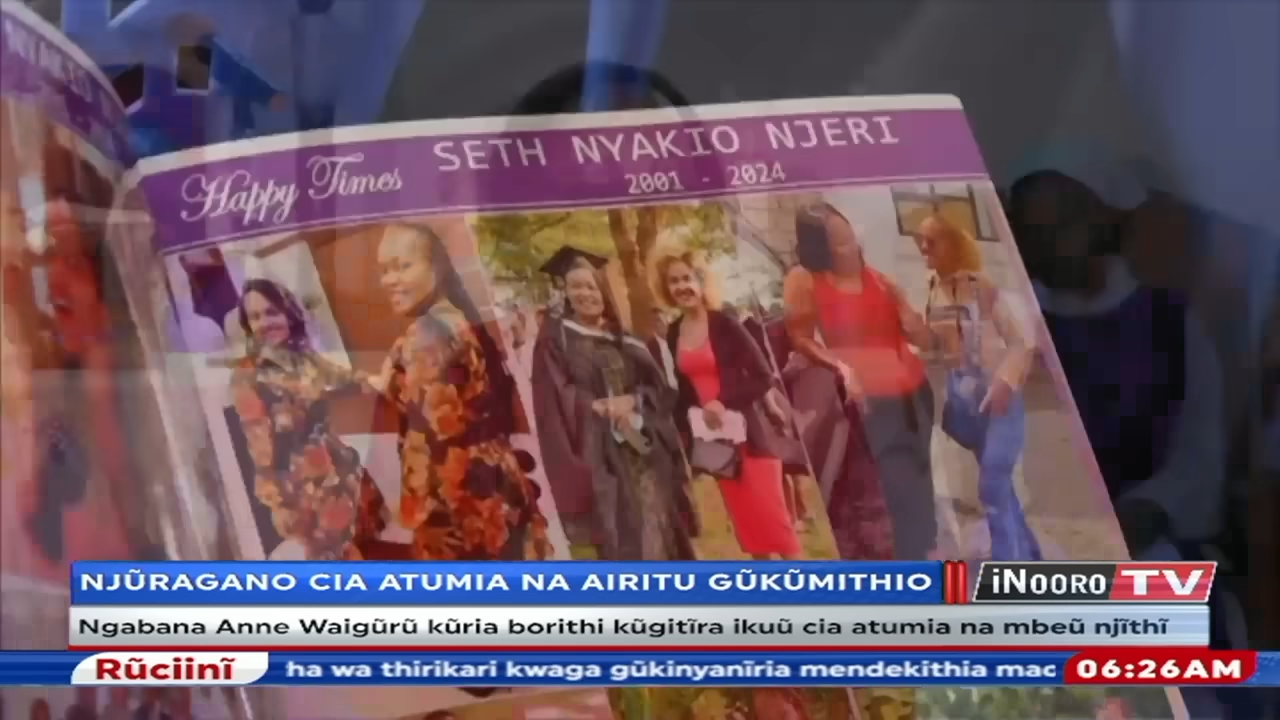 Happy Times
SETH NYAKIO NJERI
2001 - 2024
NJŨRAGANO CIA ATUMIA NA AIRITU GŨKŨMITHIO
iNOORO TV
Ngabana Anne Waigũrũ kũria borithi kũgitĩra ikuũ cia atumia na mbeũ njĩthĩ
Rũciinĩ
ha wa thirikari kwaga gũkinyanĩria mendekithia mac
06:26AM